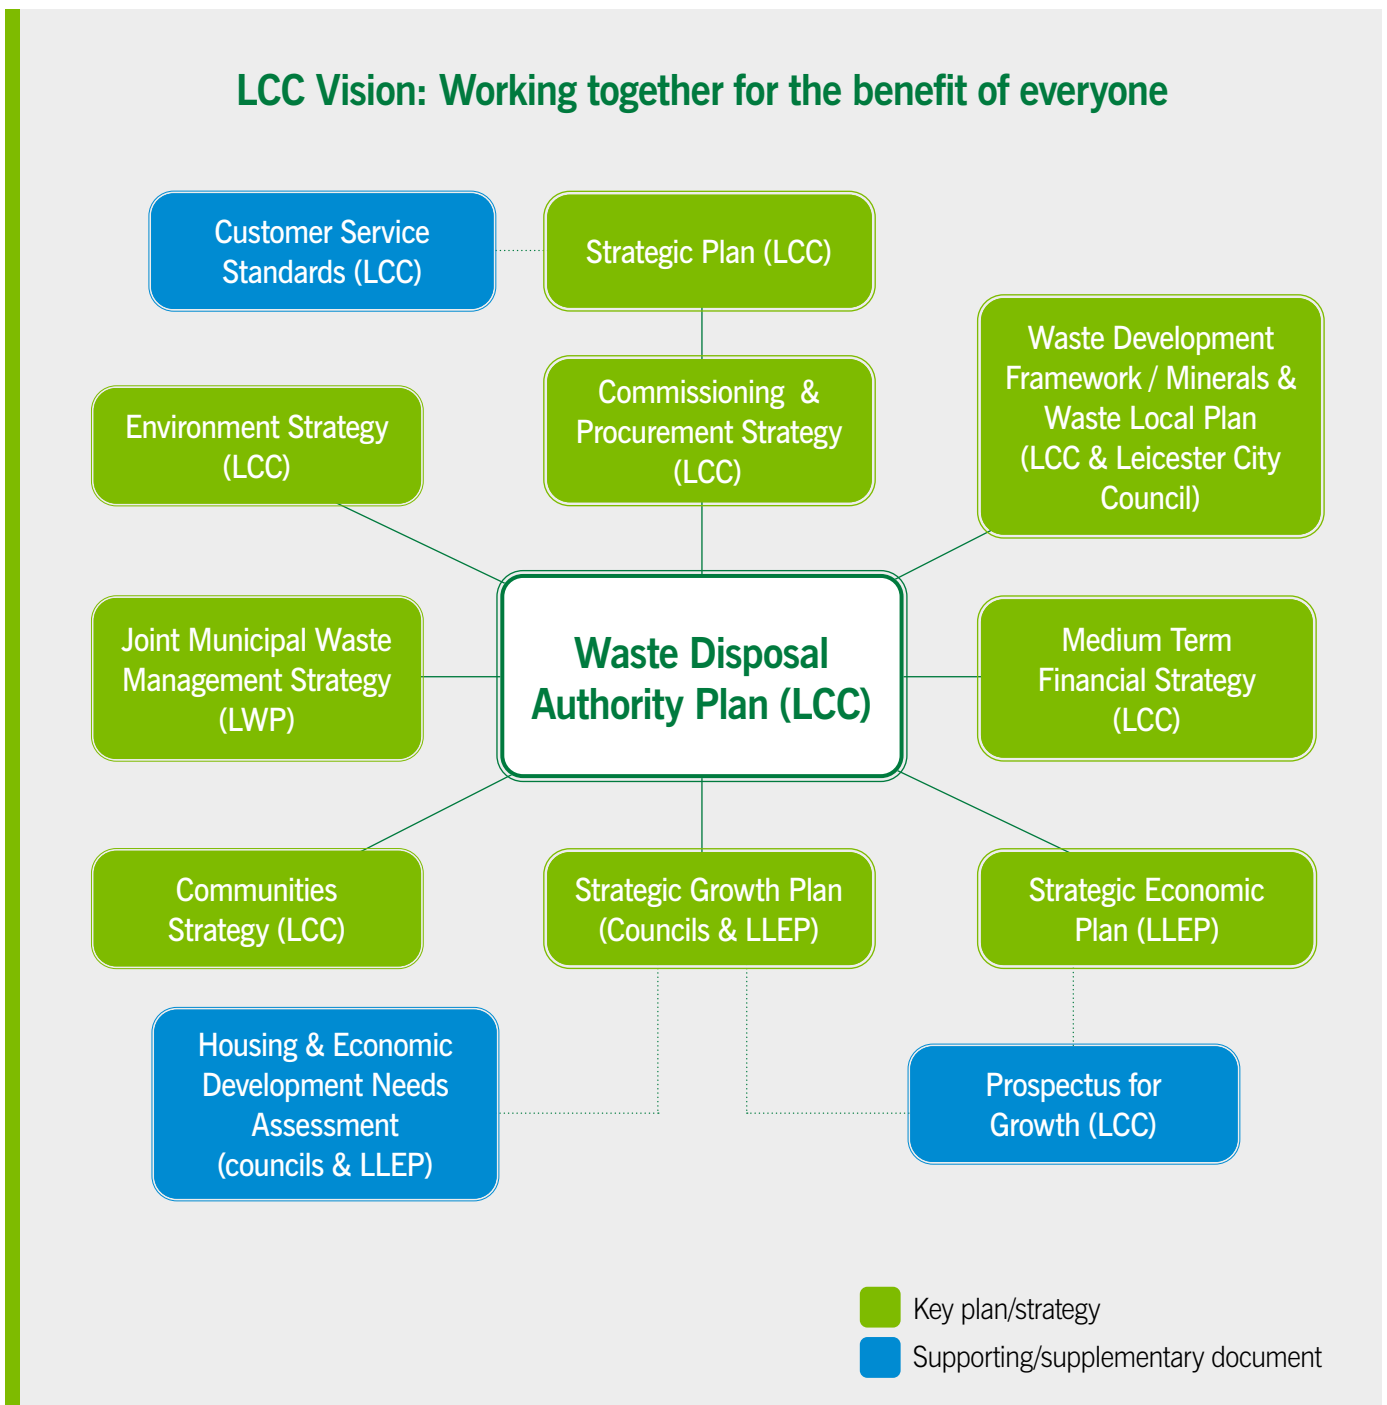 LCC Vision: Working together for the benefit of everyone
Customer Service
Standards (LCC)
Strategic Plan (LCC)
Waste Development
Framework / Minerals &
Waste Local Plan
(LCC & Leicester City
Council)
Commissioning &
Procurement Strategy
(LCC)
Environment Strategy
(LCC)
Joint Municipal Waste
Management Strategy
(LWP)
Waste Disposal
Authority Plan (LCC)
Medium Term
Financial Strategy
(LCC)
Communities
Strategy (LCC)
Strategic Growth Plan
(Councils & LLEP)
Strategic Economic
Plan (LLEP)
Housing & Economic
Development Needs
Assessment
(councils & LLEP)
Prospectus for
Growth (LCC)
Key plan/strategy
Supporting/supplementary document